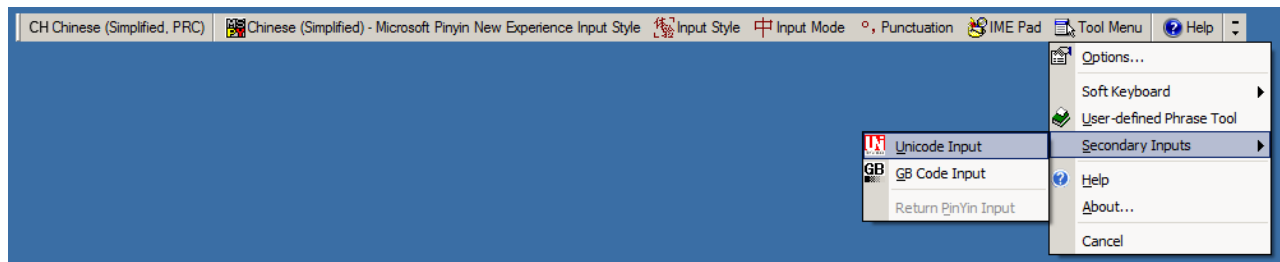 CH Chinese (Simplified, PRC) Chinese (Simplified) - Microsoft Pinyin New Experience Input Style Input Style 中 Input Mode °, Punctuation IME Pad Tool Menu Help
Options...
Soft Keyboard
User-defined Phrase Tool
Secondary Inputs
Help
About...
Cancel
Unicode Input
GB GB Code Input
Return PinYin Input